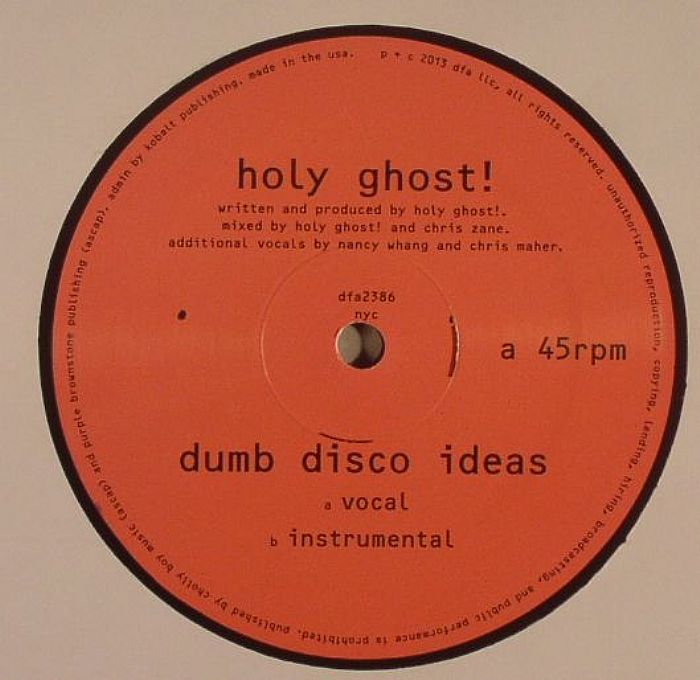 holy ghost!
written and produced by holy ghost!.
mixed by holy ghost! and chris zane.
additional vocals by nancy whang and chris maher.
dfa2386
nyc
a 45rpm
dumb disco ideas
a vocal
b instrumental
p + c 2013 dfa llc, all rights reserved. unauthorized reproduction, copying, lending, hiring, broadcasting, and public performance is prohibited. published by cholly boy music (ascap) and purple brownstone publishing (ascap), admin by kobalt publishing. made in the usa.